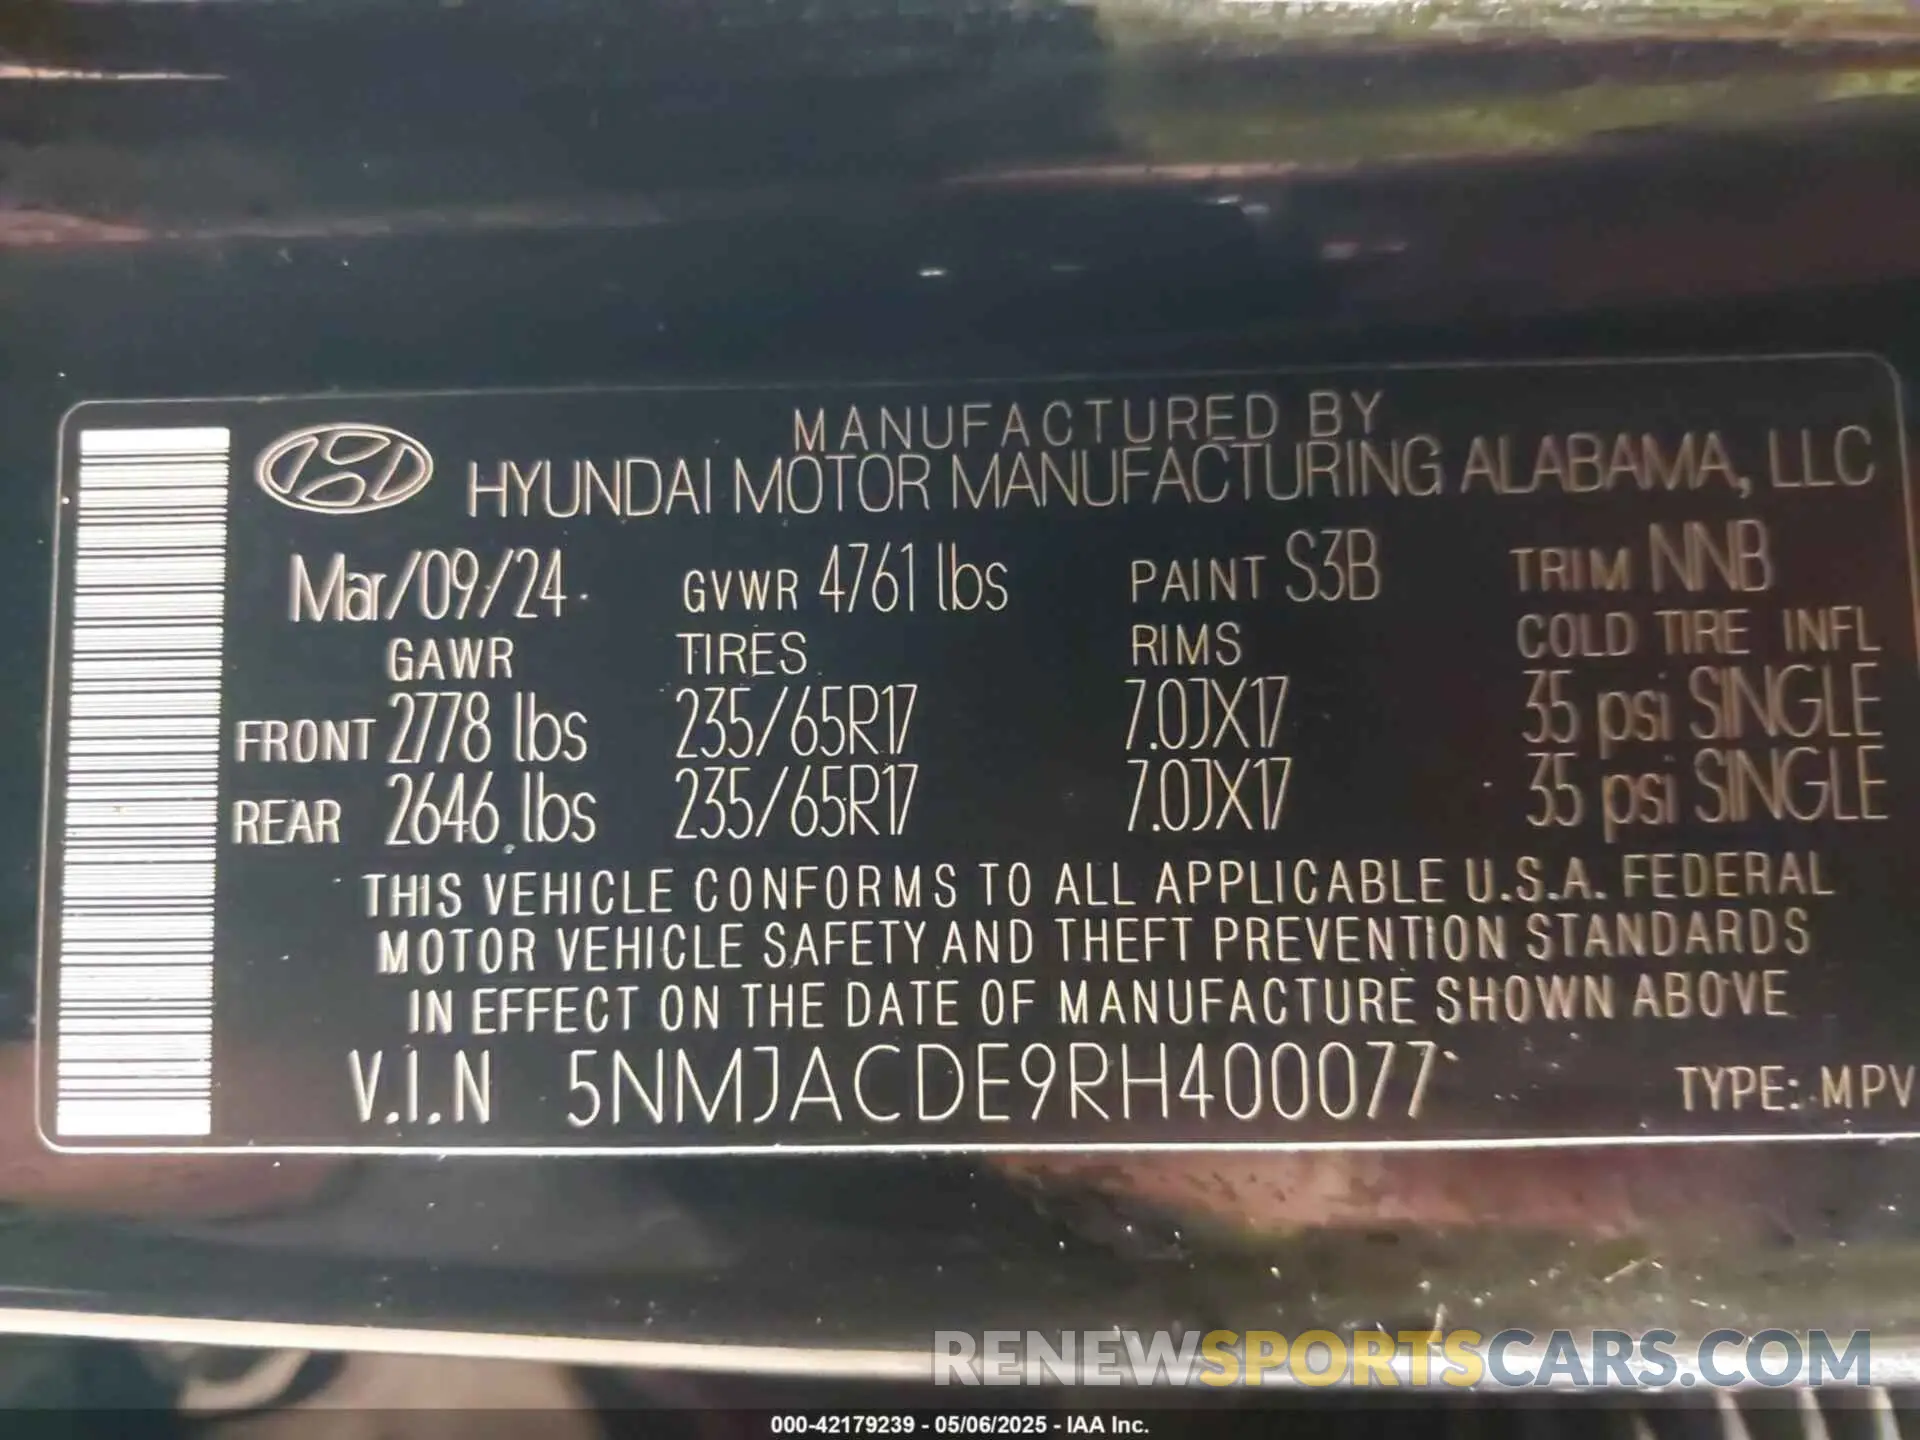 MANUFACTURED BY
HYUNDAI MOTOR MANUFACTURING ALABAMA, LLC
Mar/09/24 GVWR 4761 lbs PAINT S3B TRIM NNB
GAWR TIRES RIMS COLD TIRE INFL
FRONT 2778 lbs 235/65R17 7.0JX17 35 psi SINGLE
REAR 2646 lbs 235/65R17 7.0JX17 35 psi SINGLE
THIS VEHICLE CONFORMS TO ALL APPLICABLE U.S.A. FEDERAL
MOTOR VEHICLE SAFETY AND THEFT PREVENTION STANDARDS
IN EFFECT ON THE DATE OF MANUFACTURE SHOWN ABOVE
V.I.N 5NMJACDE9RH400077 TYPE: MPV
RENEWSPORTSCARS.COM
000-42179239 - 05/06/2025 - IAA Inc.